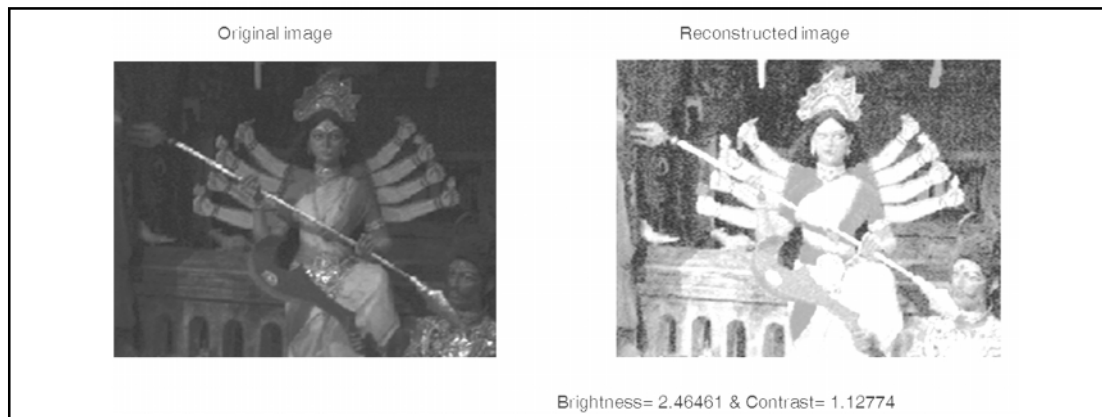 Original image
Reconstructed image
Brightness= 2.46461 & Contrast= 1.12774